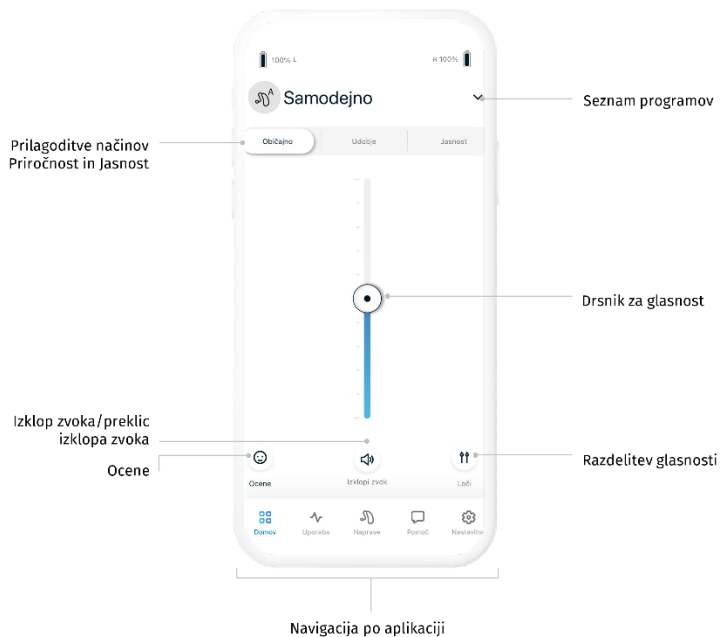 100% L
R 100%
A
Samodejno
Seznam programov
Prilagoditve načinov
Priročnost in Jasnost
Običajno
Udobje
Jasnost
Drsnik za glasnost
Izklop zvoka/preklic
izklopa zvoka
Ocene
Razdelitev glasnosti
Ocene
Izklopi zvok
Loči
Domov
Uporaba
Naprave
Pomoč
Nastavitve
Navigacija po aplikaciji